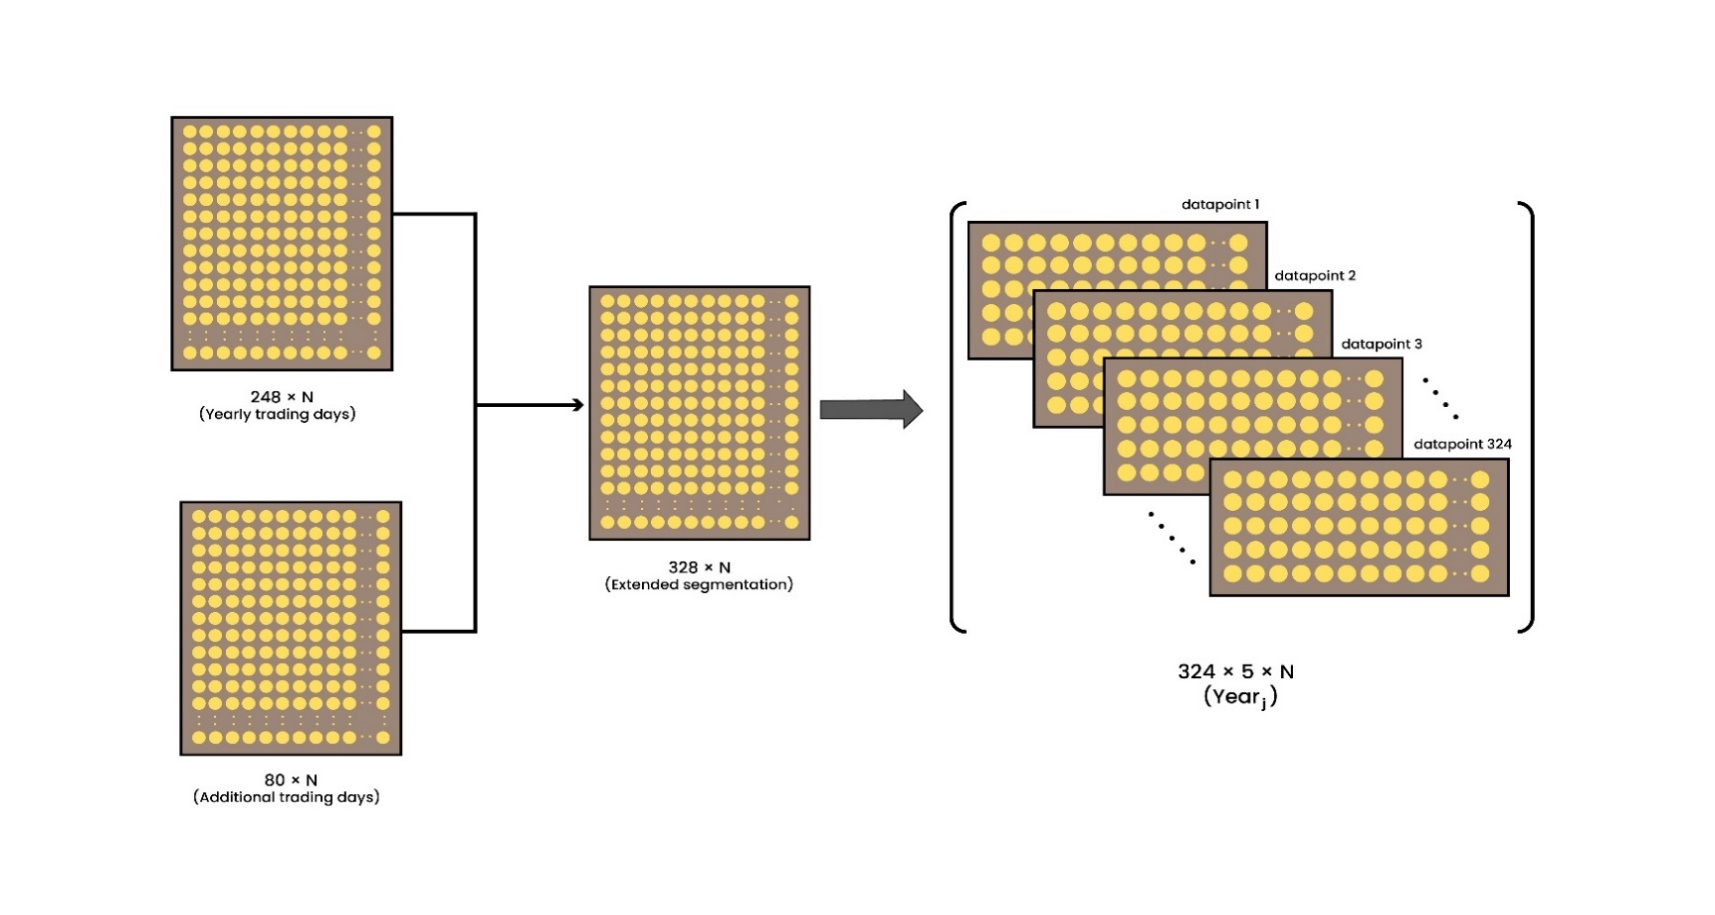 248 × N
(Yearly trading days)
80 × N
(Additional trading days)
328 × N
(Extended segmentation)
datapoint 1
datapoint 2
datapoint 3
datapoint 324
324 × 5 × N
(Yearⱼ)